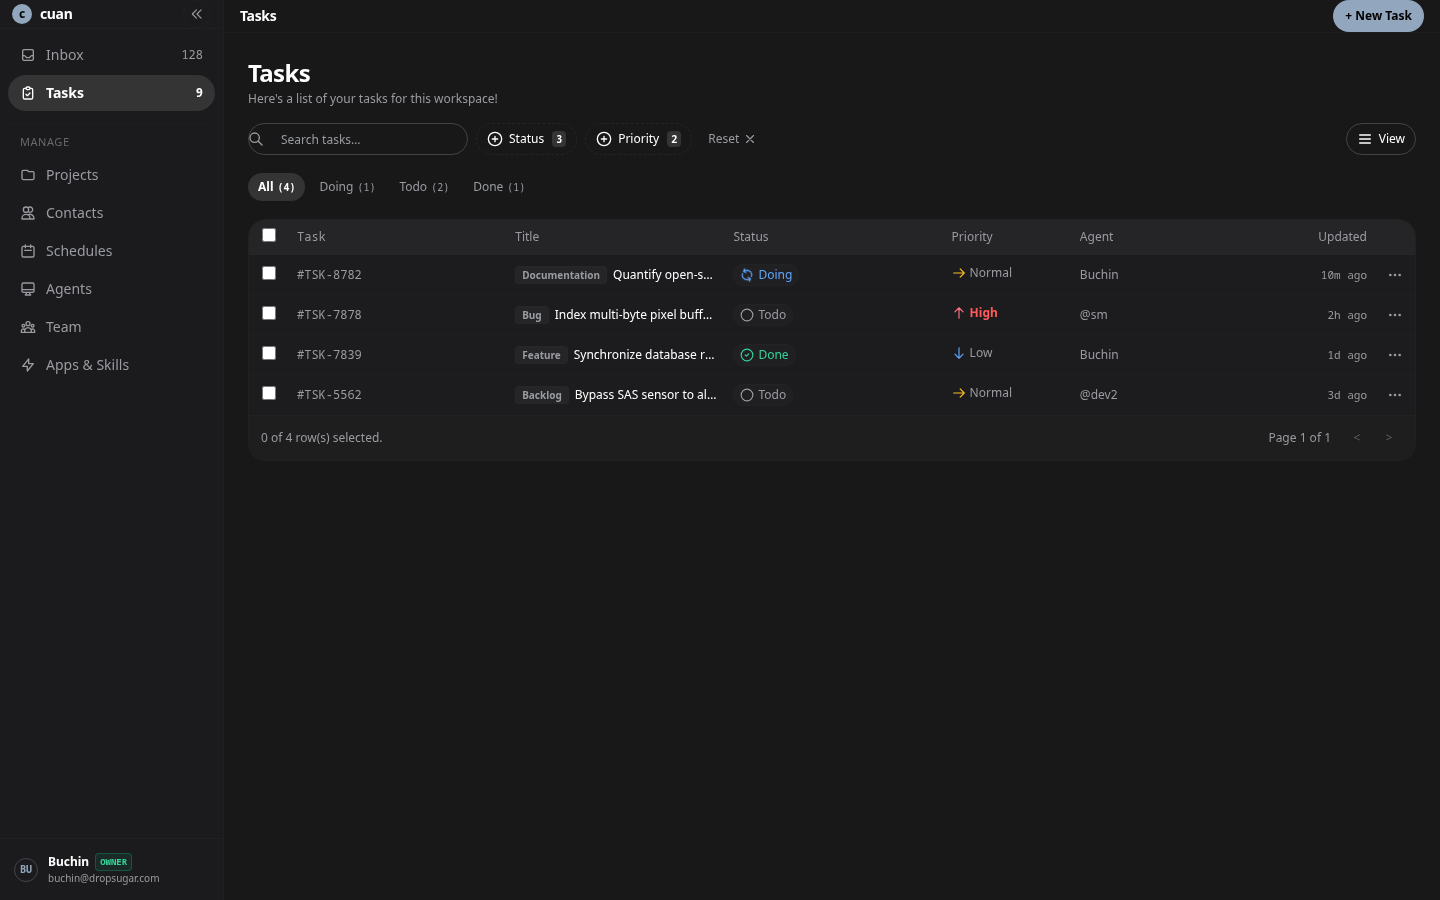 c cuan
Tasks
+ New Task
Inbox 128
Tasks 9
MANAGE
Projects
Contacts
Schedules
Agents
Team
Apps & Skills
Tasks
Here's a list of your tasks for this workspace!
Search tasks...
Status 3
Priority 2
Reset
View
All (4)
Doing (1)
Todo (2)
Done (1)
Task Title Status Priority Agent Updated
#TSK-8782 Documentation Quantify open-s... Doing Normal Buchin 10m ago
#TSK-7878 Bug Index multi-byte pixel buff... Todo High @sm 2h ago
#TSK-7839 Feature Synchronize database r... Done Low Buchin 1d ago
#TSK-5562 Backlog Bypass SAS sensor to al... Todo Normal @dev2 3d ago
0 of 4 row(s) selected.
Page 1 of 1 < >
BU Buchin OWNER
buchin@dropsugar.com